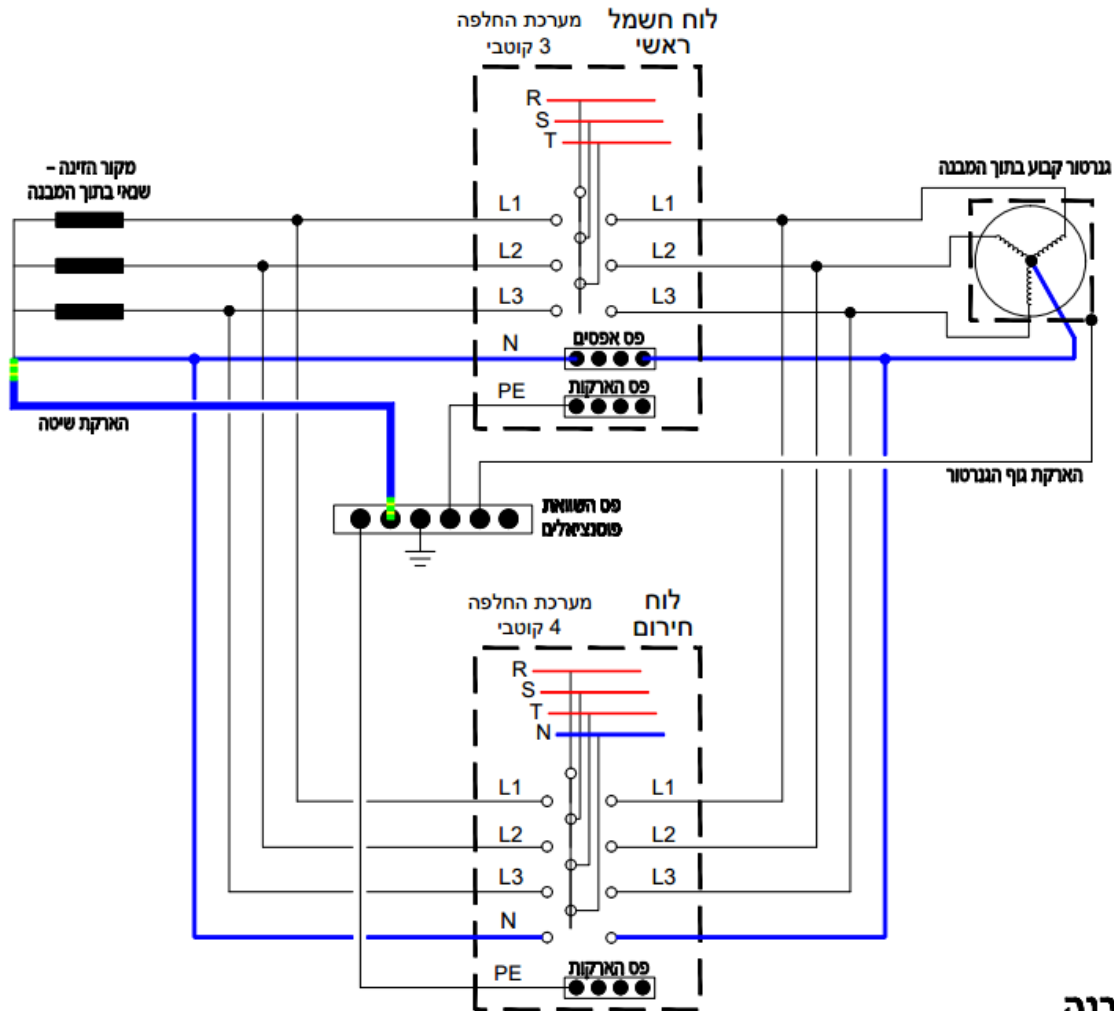 לוח חשמל
ראשי
מערכת החלפה
3 קוטבי
R
S
T
מקור הזינה –
שנאי בתוך המבנה
גנרטור קבוע בתוך המבנה
L1
L1
L2
L2
L3
L3
N
פס אפסים
PE
פס הארקות
הארקת שיטה
הארקת גוף הגנרטור
פס השוואת
פוטנציאלים
לוח
חירום
מערכת החלפה
4 קוטבי
R
S
T
N
L1
L1
L2
L2
L3
L3
N
PE
פס הארקות